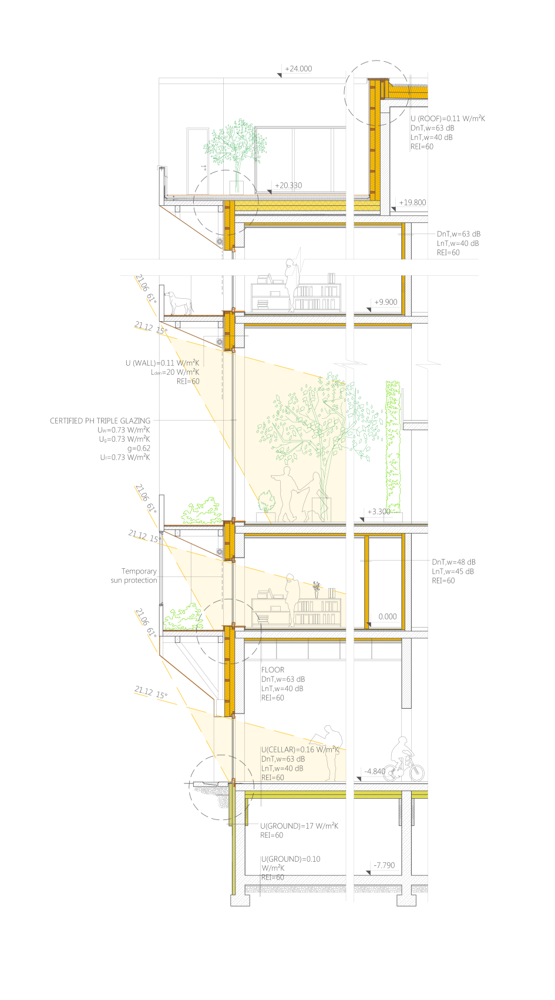 +24.000
U (ROOF)=0.11 W/m²K
DnT,w=63 dB
LnT,w=40 dB
REI=60
+20.330
+19.800
DnT,w=63 dB
LnT,w=40 dB
REI=60
21.06 61°
+9.900
21.12 15°
U (WALL)=0.11 W/m²K
Lden=20 W/m²K
REI=60
CERTIFIED PH TRIPLE GLAZING
Uw=0.73 W/m²K
Ug=0.73 W/m²K
g=0.62
Uf=0.73 W/m²K
21.06 61°
+3.300
21.12 15°
DnT,w=48 dB
LnT,w=45 dB
REI=60
Temporary
sun protection
21.06 61°
0.000
FLOOR
DnT,w=63 dB
LnT,w=40 dB
REI=60
21.12 15°
U(CELLAR)=0.16 W/m²K
DnT,w=63 dB
LnT,w=40 dB
REI=60
-4.840
U(GROUND)=17 W/m²K
REI=60
U(GROUND)=0.10
W/m²K
REI=60
-7.790